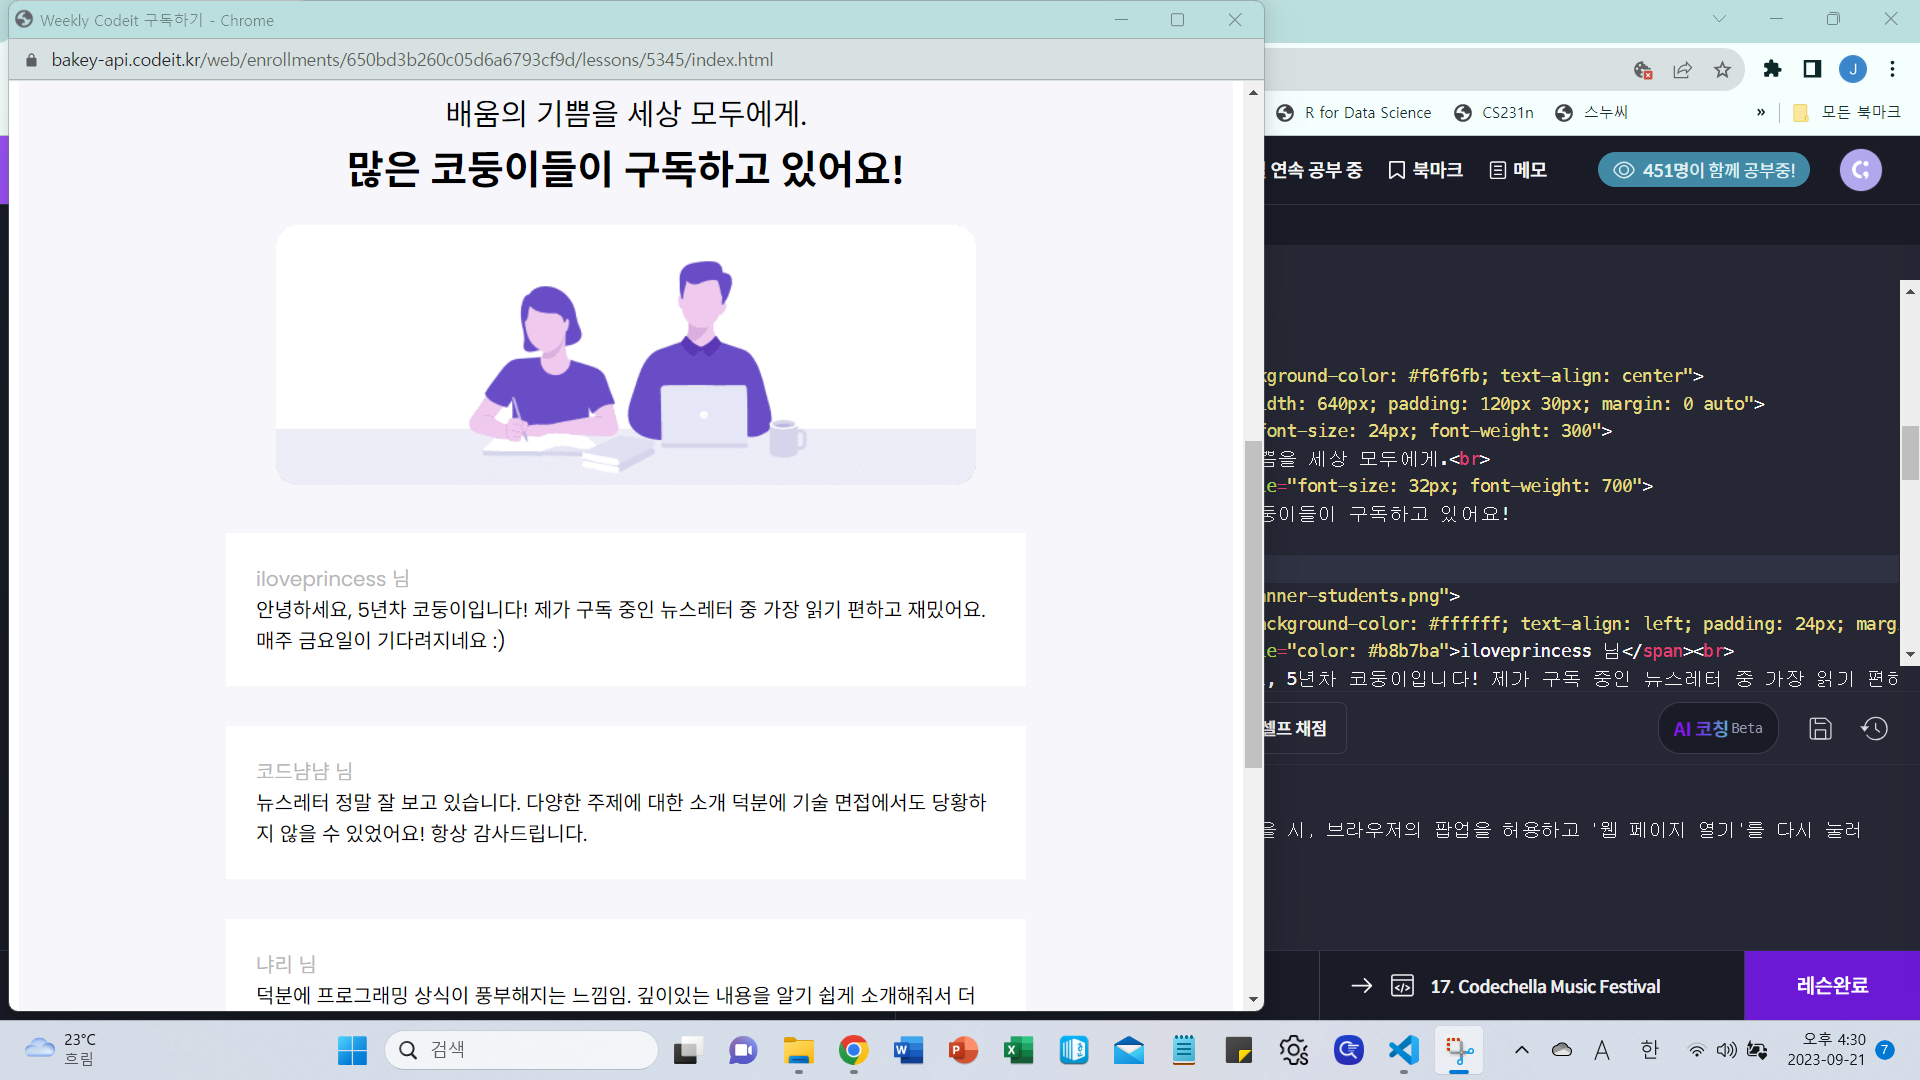 Weekly Codeit 구독하기 - Chrome
bakey-api.codeit.kr/web/enrollments/650bd3b260c05d6a6793cf9d/lessons/5345/index.html
배움의 기쁨을 세상 모두에게.
많은 코둥이들이 구독하고 있어요!
iloveprincess 님
안녕하세요, 5년차 코둥이입니다! 제가 구독 중인 뉴스레터 중 가장 읽기 편하고 재밌어요.
매주 금요일이 기다려지네요 :)
코드냠냠 님
뉴스레터 정말 잘 보고 있습니다. 다양한 주제에 대한 소개 덕분에 기술 면접에서도 당황하
지 않을 수 있었어요! 항상 감사드립니다.
냐리 님
덕분에 프로그래밍 상식이 풍부해지는 느낌임. 깊이있는 내용을 알기 쉽게 소개해줘서 더
J
R for Data Science
CS231n
스누씨
»
모든 북마크
연속 공부 중
북마크
메모
451명이 함께 공부중!
kground-color: #f6f6fb; text-align: center">
idth: 640px; padding: 120px 30px; margin: 0 auto">
font-size: 24px; font-weight: 300">
쁨을 세상 모두에게.<br>
le="font-size: 32px; font-weight: 700">
둥이들이 구독하고 있어요!
anner-students.png">
ackground-color: #ffffff; text-align: left; padding: 24px; marg
le="color: #b8b7ba">iloveprincess 님</span><br>
, 5년차 코둥이입니다! 제가 구독 중인 뉴스레터 중 가장 읽기 편하
셀프 채점
AI 코칭 Beta
을 시, 브라우저의 팝업을 허용하고 '웹 페이지 열기'를 다시 눌러
17. Codechella Music Festival
레슨완료
23°C
흐림
검색
A
한
오후 4:30
2023-09-21
7